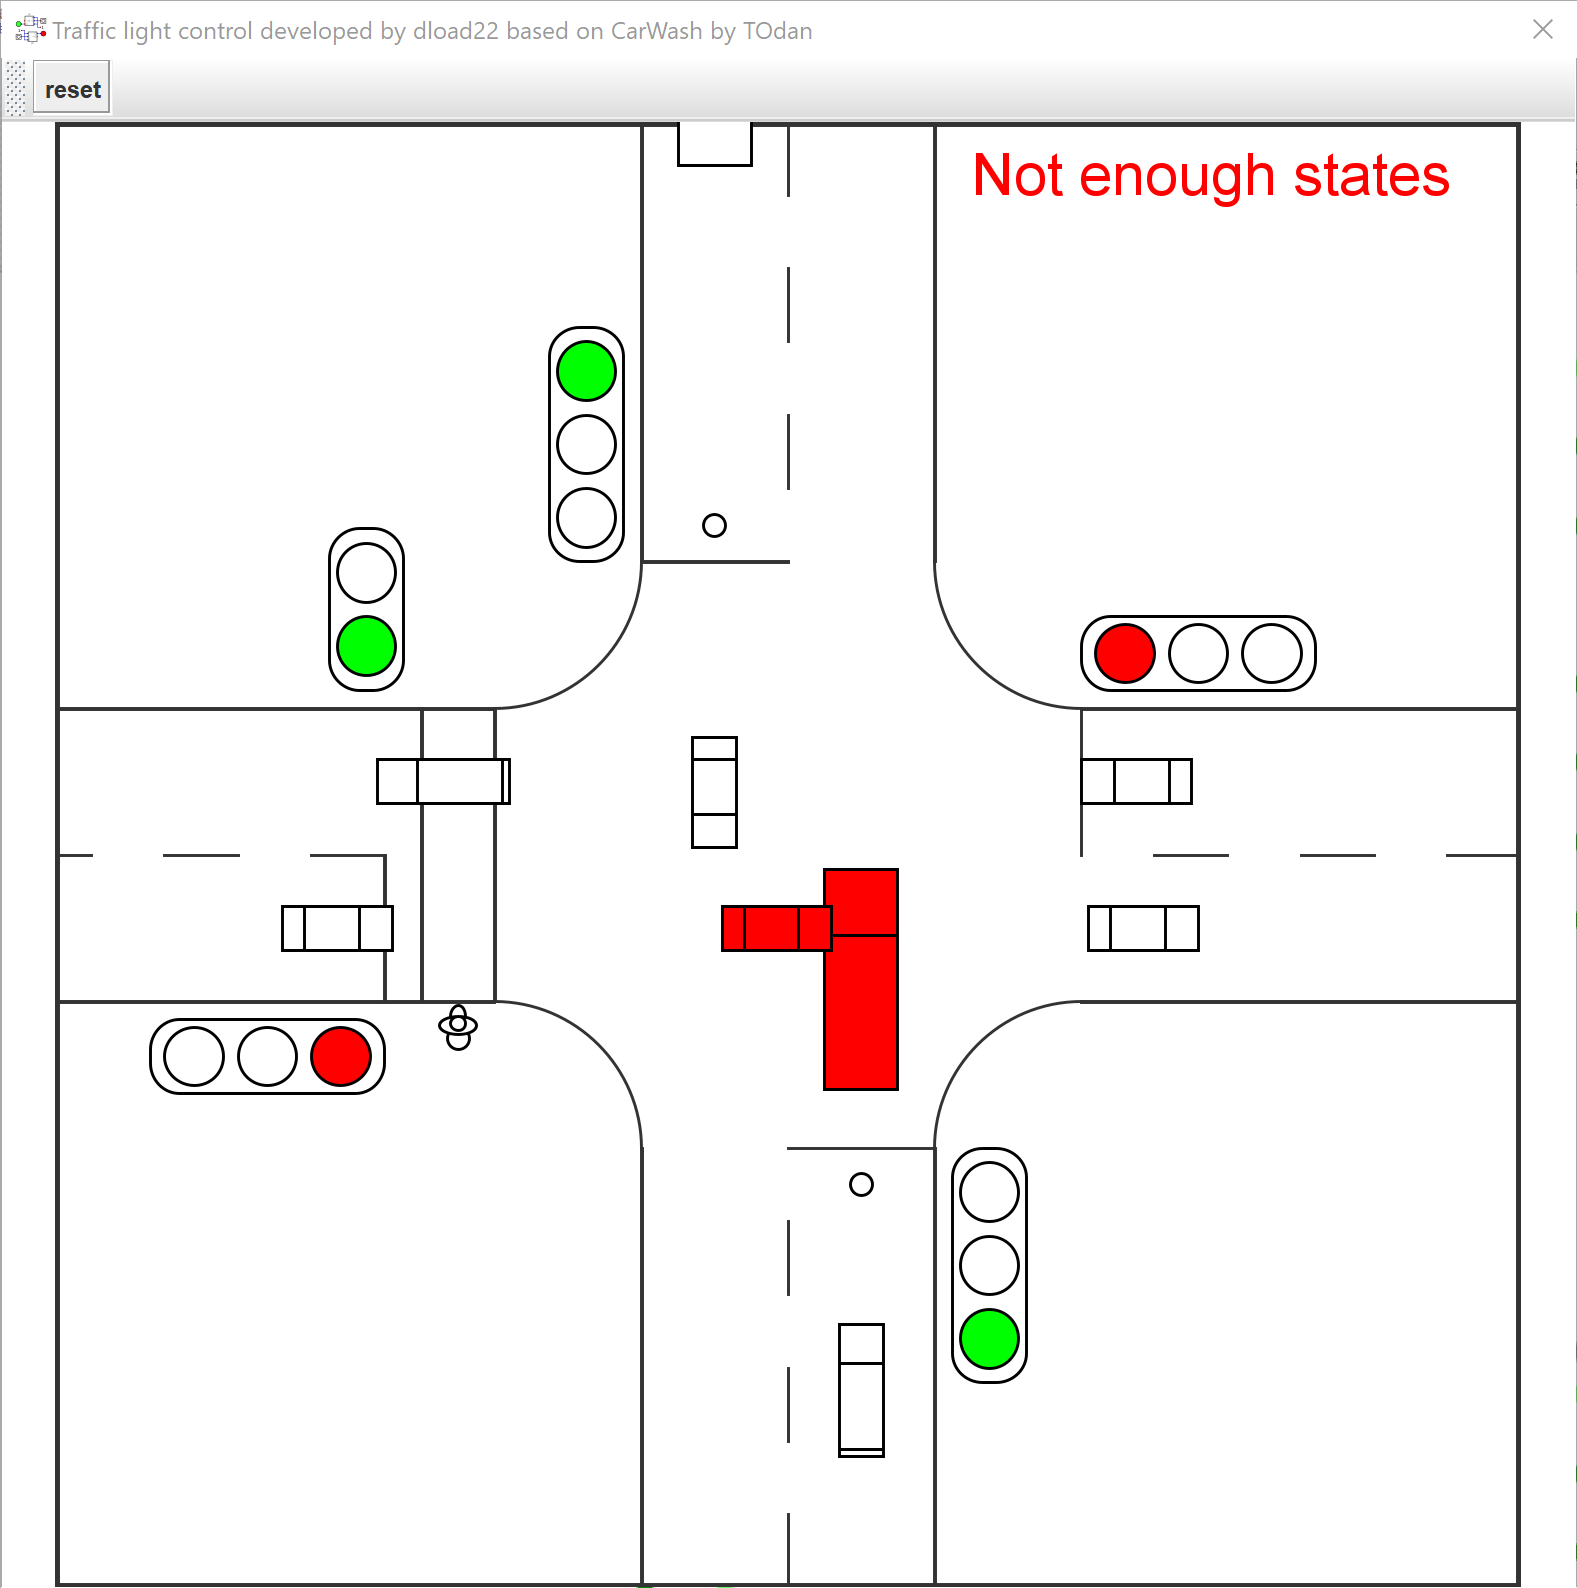 Traffic light control developed by dload22 based on CarWash by TOdan
reset
Not enough states